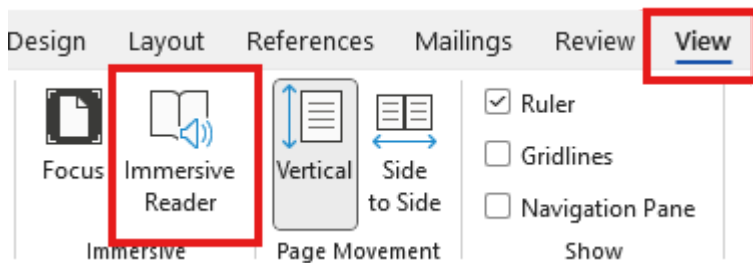 Design Layout References Mailings Review View
Focus
Immersive
Reader
Immersive
Vertical
Side
to Side
Page Movement
Ruler
Gridlines
Navigation Pane
Show